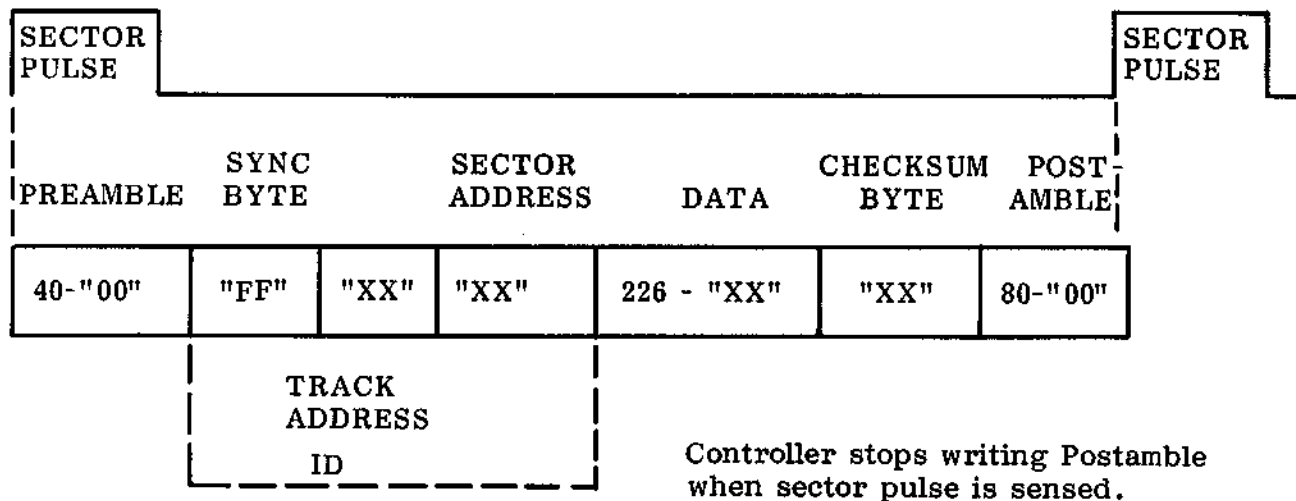 SECTOR
PULSE
SECTOR
PULSE
PREAMBLE
SYNC
BYTE
SECTOR
ADDRESS
DATA
CHECKSUM
BYTE
POST-
AMBLE
40-"00"
"FF"
"XX"
"XX"
226 - "XX"
"XX"
80-"00"
TRACK
ADDRESS
ID
Controller stops writing Postamble
when sector pulse is sensed.